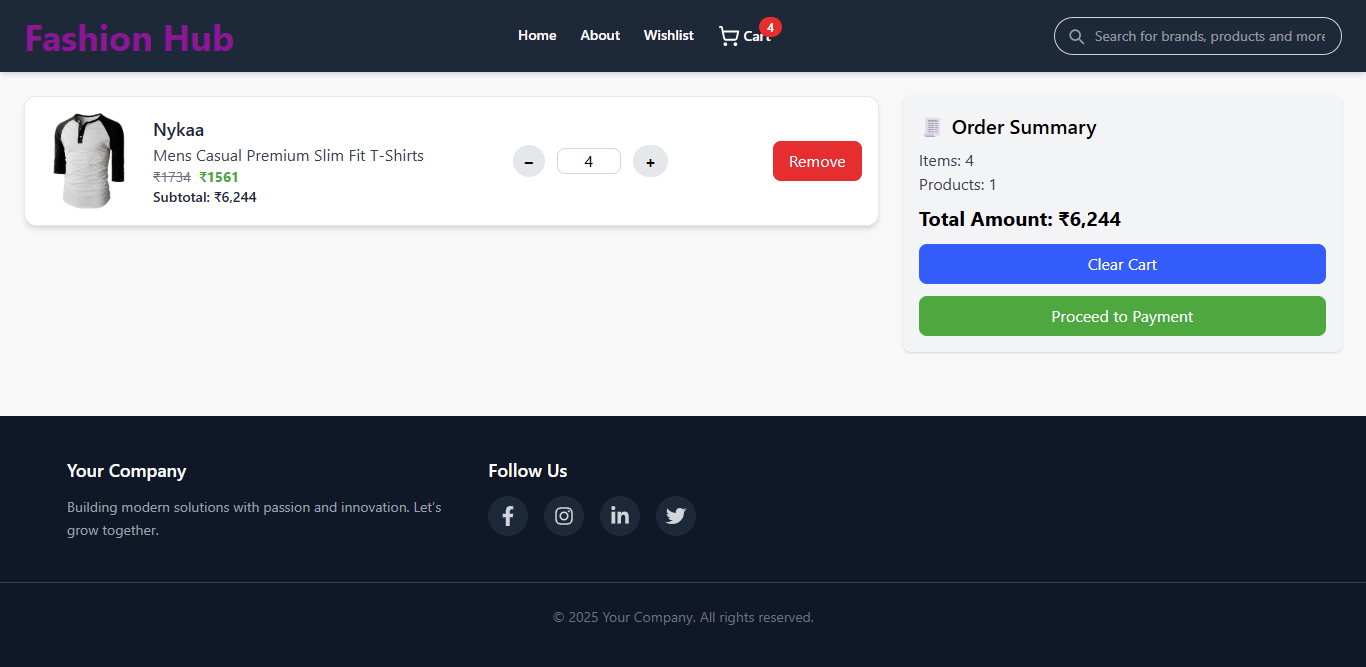 Fashion Hub
Home
About
Wishlist
Cart
4
Search for brands, products and more
Nykaa
Mens Casual Premium Slim Fit T-Shirts
₹1734 ₹1561
Subtotal: ₹6,244
−
4
+
Remove
Order Summary
Items: 4
Products: 1
Total Amount: ₹6,244
Clear Cart
Proceed to Payment
Your Company
Building modern solutions with passion and innovation. Let's
grow together.
Follow Us
© 2025 Your Company. All rights reserved.